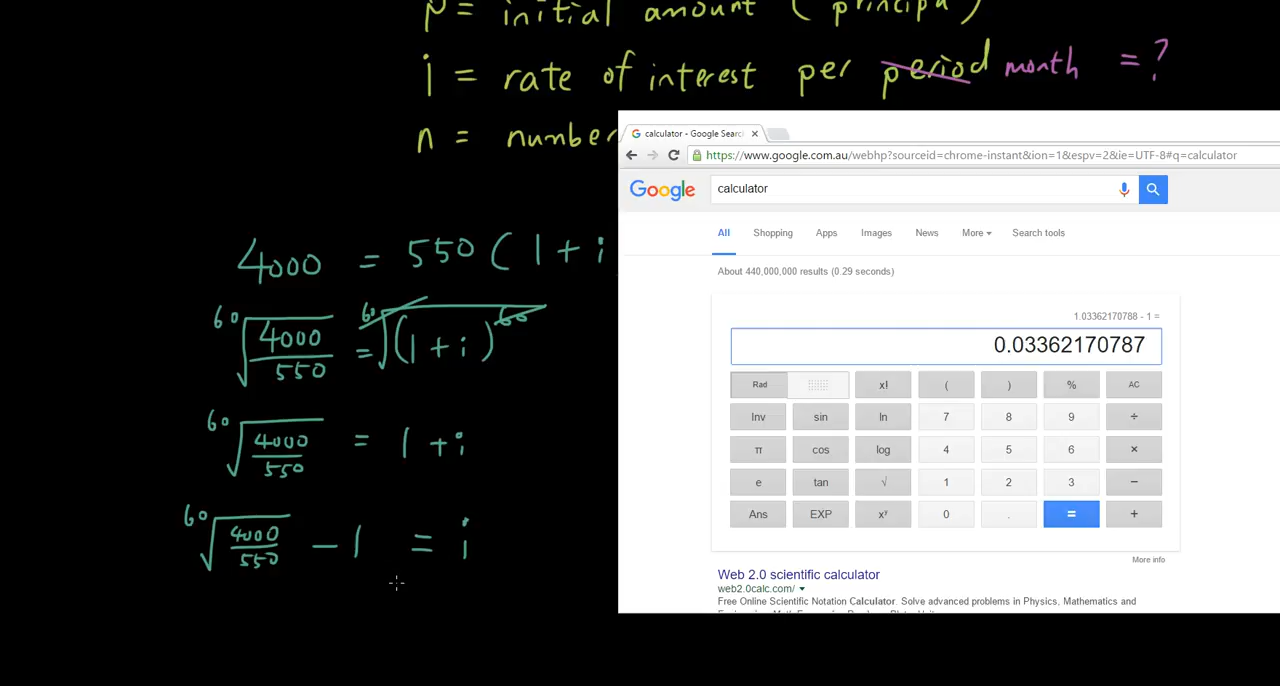 p = initial amount ( principal )
i = rate of interest per period month = ?
n = number
4000 = 550 ( 1 + i
60√(4000/550) = 60√(1 + i)^60
60√(4000/550) = 1 + i
60√(4000/550) - 1 = i
calculator - Google Searc
https://www.google.com.au/webhp?sourceid=chrome-instant&ion=1&espv=2&ie=UTF-8#q=calculator
Google calculator
All Shopping Apps Images News More Search tools
About 440,000,000 results (0.29 seconds)
1.03362170788 - 1 =
0.03362170787
Rad x! ( ) % AC
Inv sin ln 7 8 9 ÷
π cos log 4 5 6 ×
e tan √ 1 2 3 −
Ans EXP xʸ 0 . = +
More info
Web 2.0 scientific calculator
web2.0calc.com/
Free Online Scientific Notation Calculator. Solve advanced problems in Physics, Mathematics and